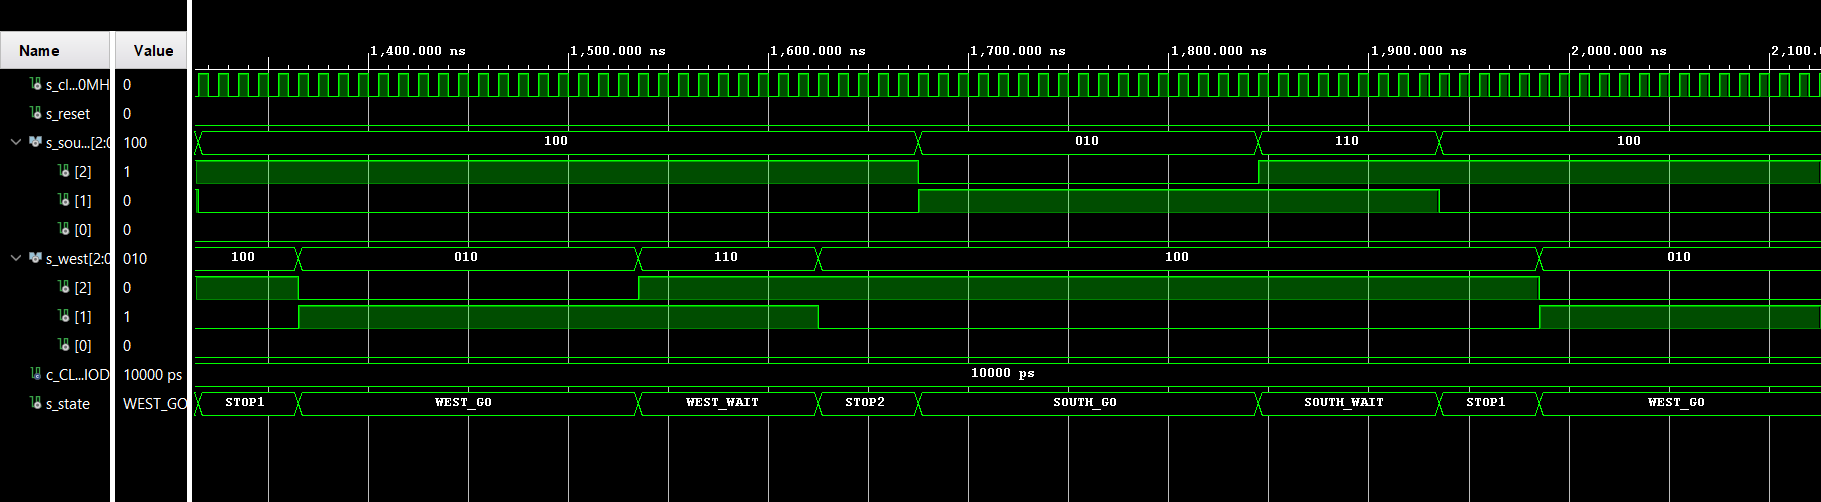 Name Value
1,400.000 ns 1,500.000 ns 1,600.000 ns 1,700.000 ns 1,800.000 ns 1,900.000 ns 2,000.000 ns 2,100.
s_cl...0MH 0
s_reset 0
s_sou...[2:0 100 100 010 110 100
[2] 1
[1] 0
[0] 0
s_west[2:0 010 100 010 110 100 010
[2] 0
[1] 1
[0] 0
c_CL...IOD 10000 ps 10000 ps
s_state WEST_GO STOP1 WEST_GO WEST_WAIT STOP2 SOUTH_GO SOUTH_WAIT STOP1 WEST_GO